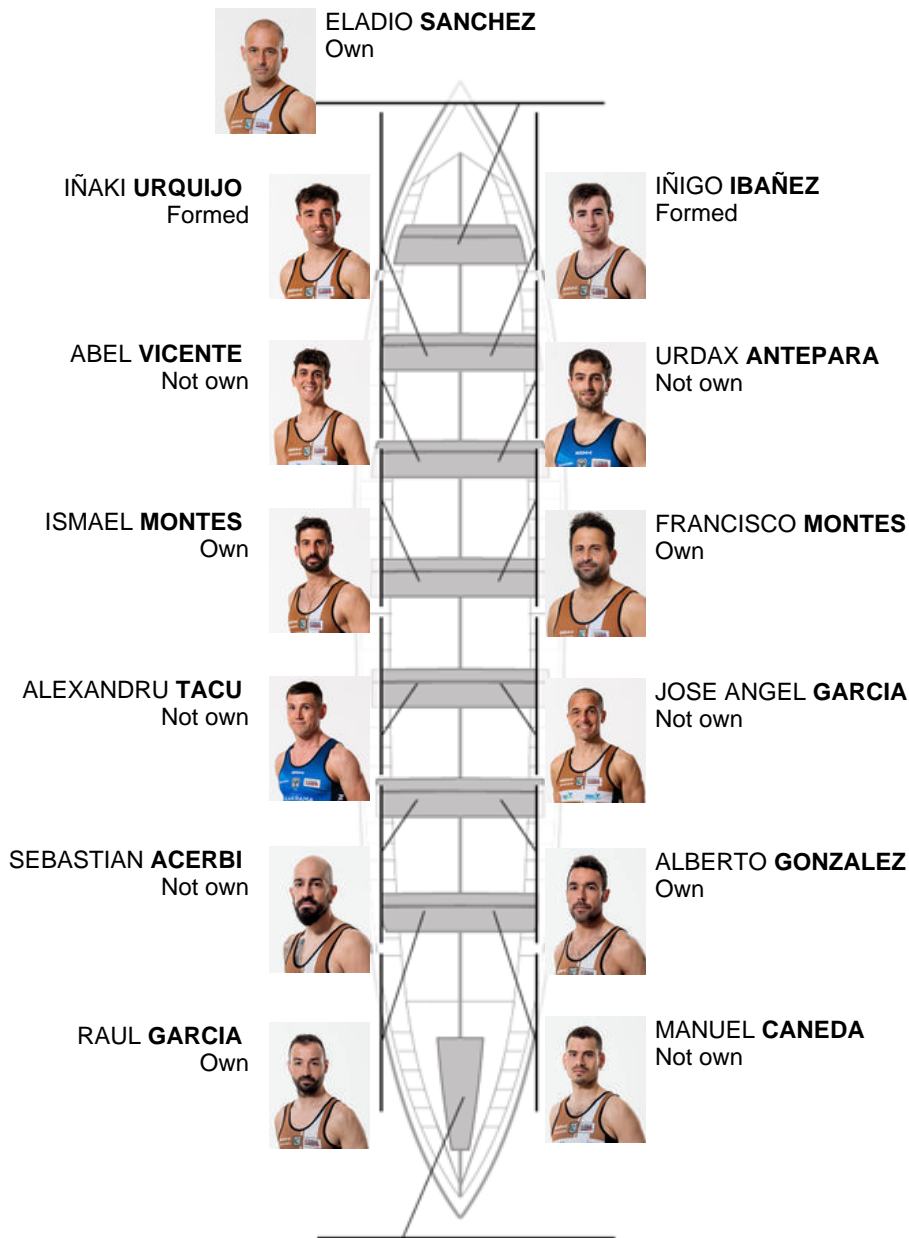 ELADIO SANCHEZ
Own
IÑAKI URQUIJO
Formed
IÑIGO IBAÑEZ
Formed
ABEL VICENTE
Not own
URDAX ANTEPARA
Not own
ISMAEL MONTES
Own
FRANCISCO MONTES
Own
ALEXANDRU TACU
Not own
JOSE ANGEL GARCIA
Not own
SEBASTIAN ACERBI
Not own
ALBERTO GONZALEZ
Own
RAUL GARCIA
Own
MANUEL CANEDA
Not own